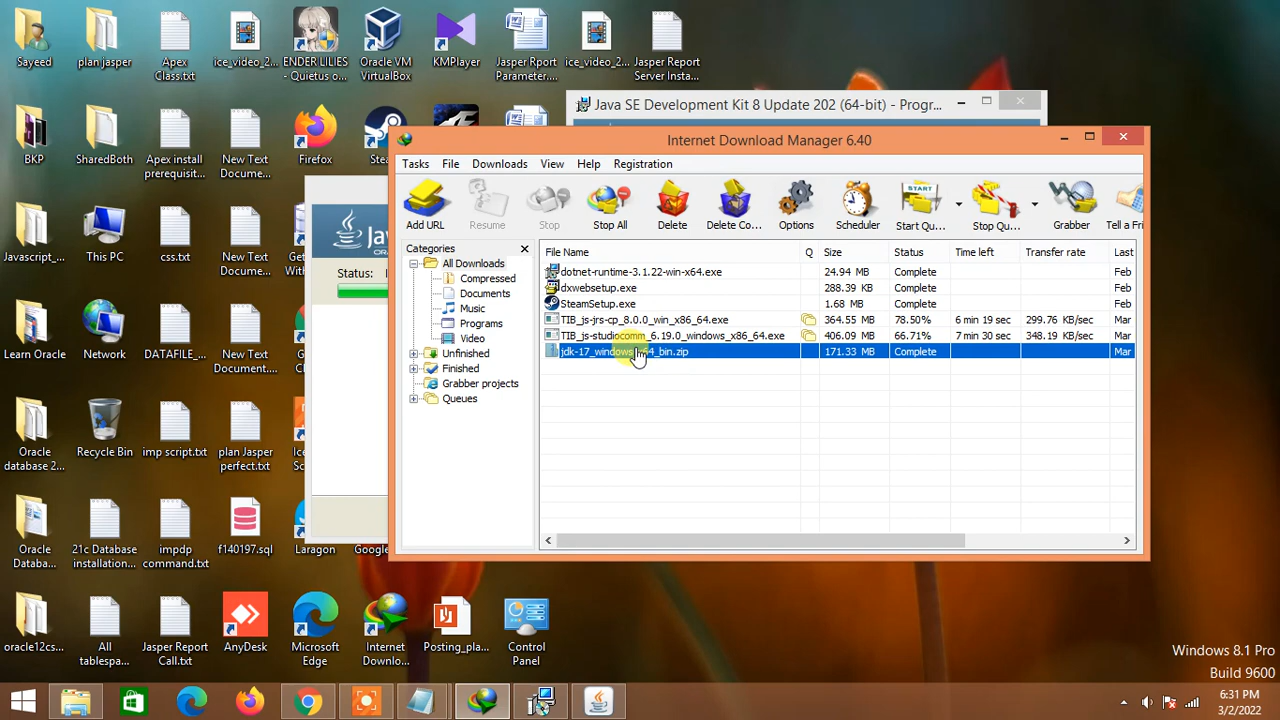 Sayeed
plan jasper
Apex
Class.txt
ice_video_2...
ENDER LILIES
- Quietus o...
Oracle VM
VirtualBox
KMPlayer
Jasper Rport
Parameter....
ice_video_2...
Jasper Report
Server Insta...
BKP
SharedBoth
Apex install
prerequisit...
New Text
Docume...
Firefox
Java SE Development Kit 8 Update 202 (64-bit) - Progr...
Internet Download Manager 6.40
Tasks File Downloads View Help Registration
Add URL
Resume
Stop
Stop All
Delete
Delete Co...
Options
Scheduler
Start Qu...
Stop Qu...
Grabber
Tell a Fri
Categories
All Downloads
Compressed
Documents
Music
Programs
Video
Unfinished
Finished
Grabber projects
Queues
File Name Q Size Status Time left Transfer rate Last
dotnet-runtime-3.1.22-win-x64.exe 24.94 MB Complete Feb
dxwebsetup.exe 288.39 KB Complete Feb
SteamSetup.exe 1.68 MB Complete Feb
TIB_js-jrs-cp_8.0.0_win_x86_64.exe 364.55 MB 78.50% 6 min 19 sec 299.76 KB/sec Mar
TIB_js-studiocomm_6.19.0_windows_x86_64.exe 406.09 MB 66.71% 7 min 30 sec 348.19 KB/sec Mar
jdk-17_windows-x64_bin.zip 171.33 MB Complete Mar
Status:
Javascript_...
This PC
css.txt
New Text
Docume...
Learn Oracle
Network
DATAFILE_...
New Text
Docume...
Oracle
database 2...
Recycle Bin
imp script.txt
plan Jasper
perfect.txt
Oracle
Databa...
21c Database
installation...
impdp
command.txt
f140197.sql
Laragon
Google
oracle12cs...
All
tablespa...
Jasper Report
Call.txt
AnyDesk
Microsoft
Edge
Internet
Downlo...
Posting_pla...
Control
Panel
Windows 8.1 Pro
Build 9600
6:31 PM
3/2/2022